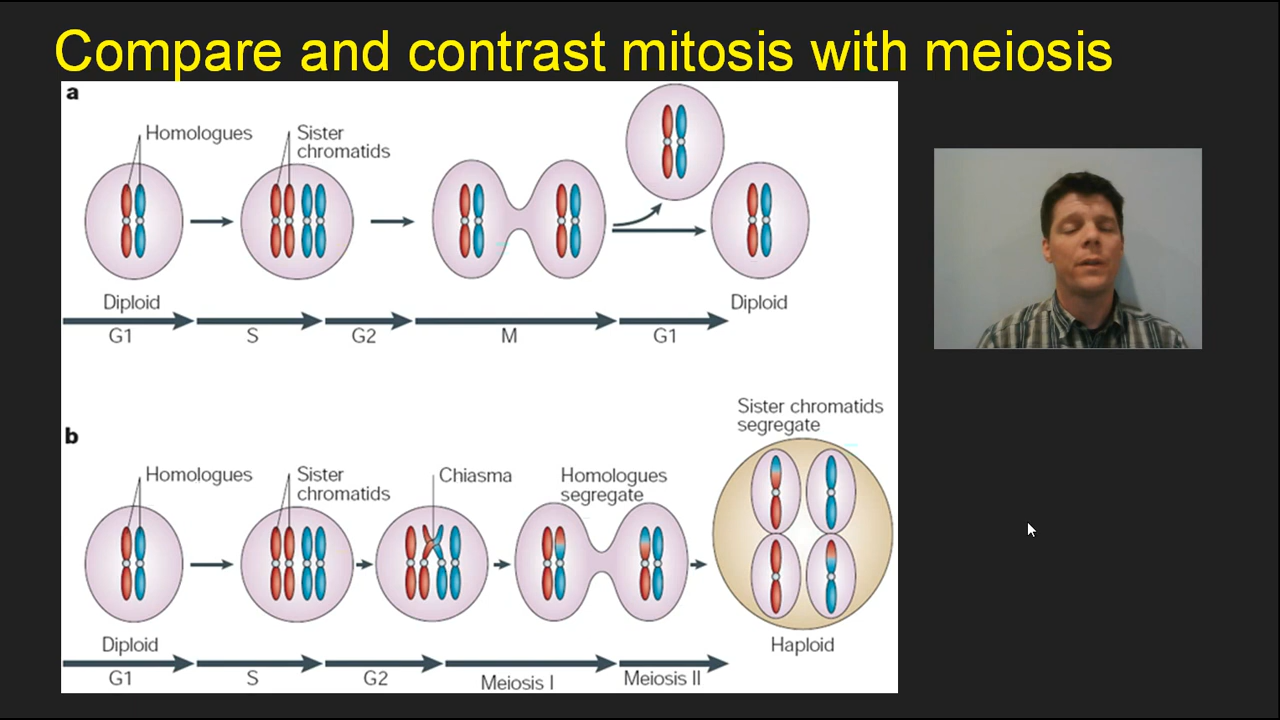 Compare and contrast mitosis with meiosis
a
Homologues
Sister
chromatids
Diploid
Diploid
G1
S
G2
M
G1
b
Homologues
Sister
chromatids
Chiasma
Homologues
segregate
Sister chromatids
segregate
Diploid
Haploid
G1
S
G2
Meiosis I
Meiosis II